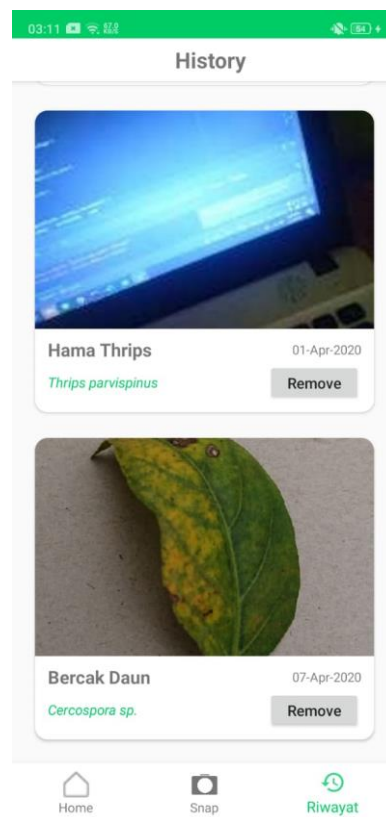 03:11
54
History
Hama Thrips
01-Apr-2020
Thrips parvispinus
Remove
Bercak Daun
07-Apr-2020
Cercospora sp.
Remove
Home
Snap
Riwayat